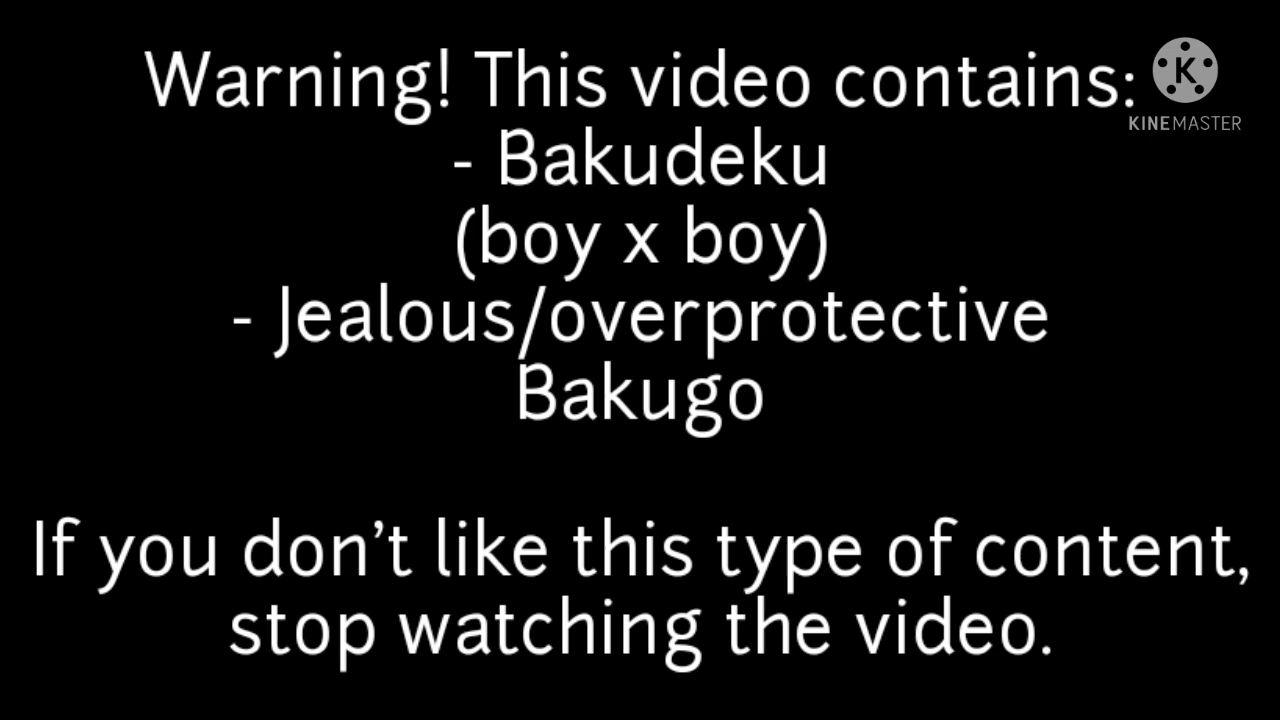 Warning! This video contains:
K
KINEMASTER
- Bakudeku
(boy x boy)
- Jealous/overprotective
Bakugo
If you don't like this type of content,
stop watching the video.